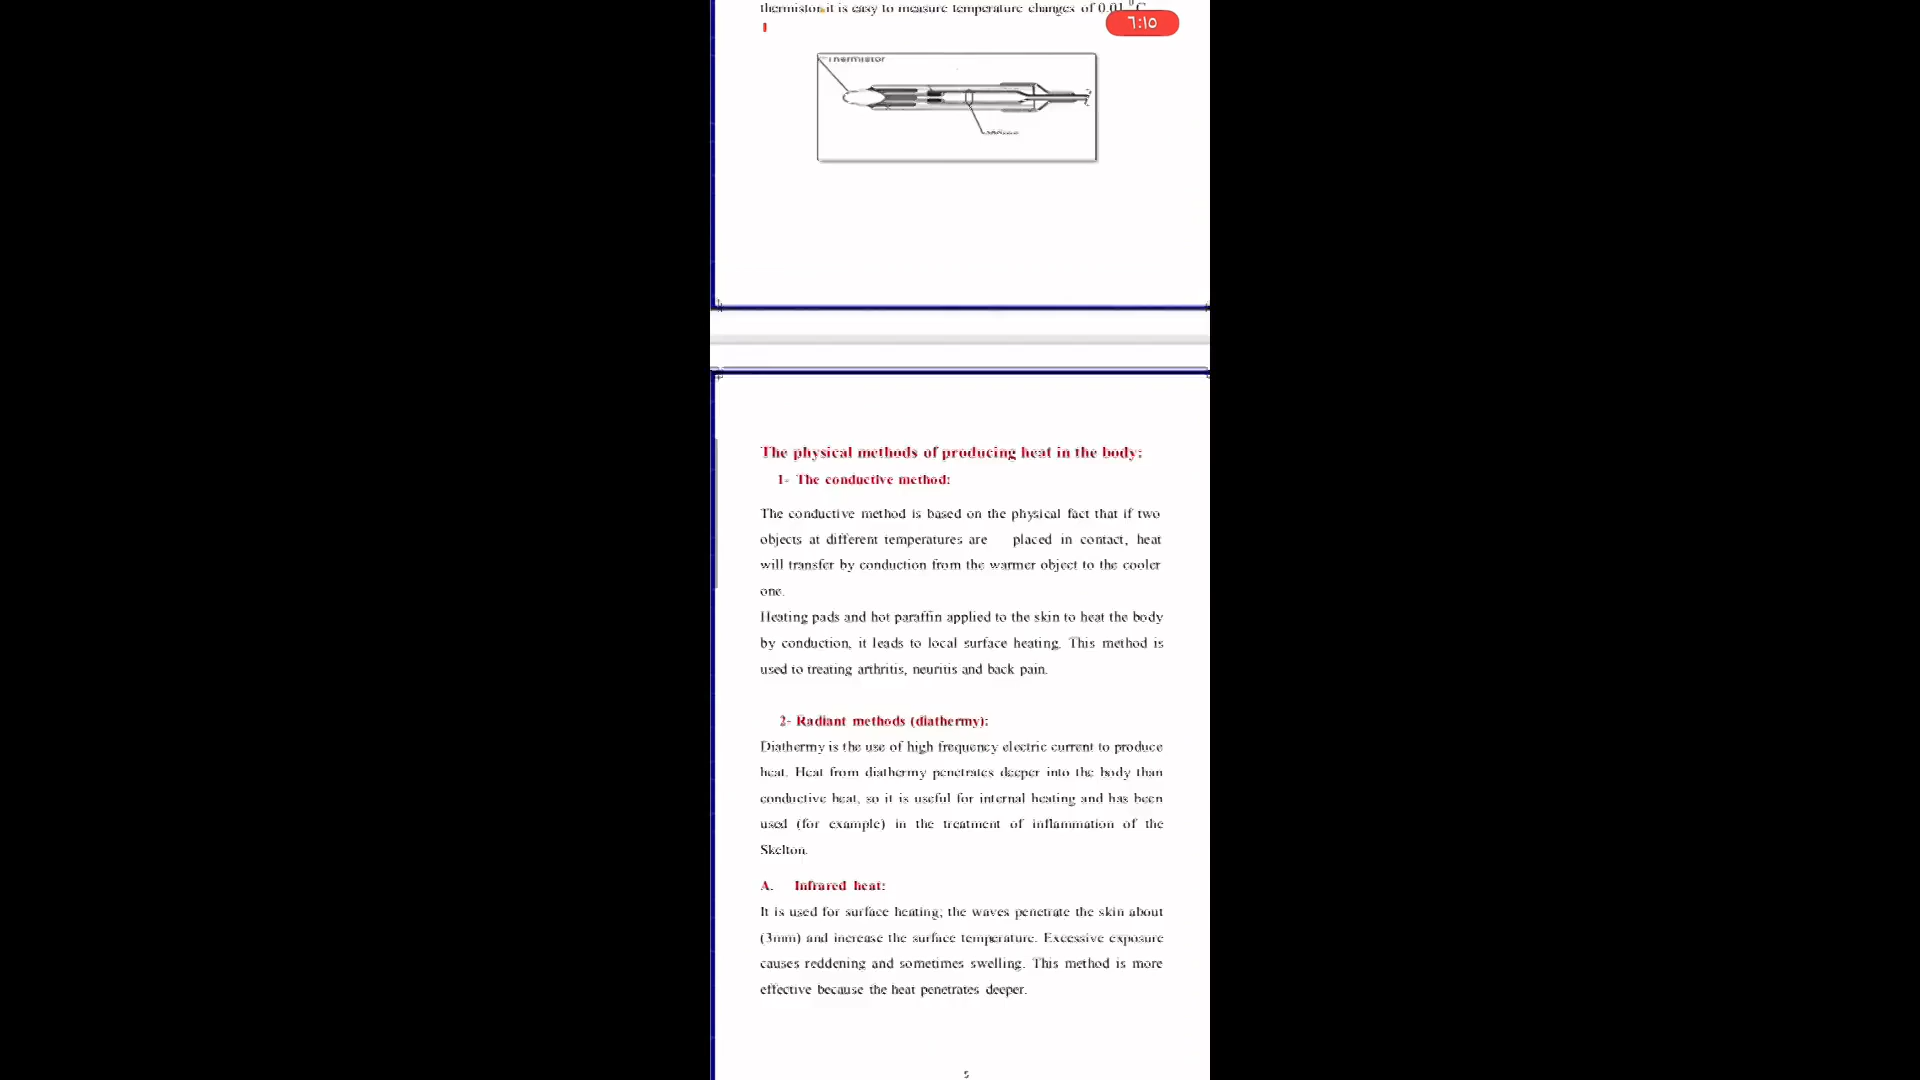 thermistor it is easy to measure temperature changes of 0.01 ⁰C
٦:١٥
Thermistor
The physical methods of producing heat in the body:
1- The conductive method:
The conductive method is based on the physical fact that if two
objects at different temperatures are placed in contact, heat
will transfer by conduction from the warmer object to the cooler
one.
Heating pads and hot paraffin applied to the skin to heat the body
by conduction, it leads to local surface heating. This method is
used to treating arthritis, neuritis and back pain.
2- Radiant methods (diathermy):
Diathermy is the use of high frequency electric current to produce
heat. Heat from diathermy penetrates deeper into the body than
conductive heat, so it is useful for internal heating and has been
used (for example) in the treatment of inflammation of the
Skelton.
A. Infrared heat:
It is used for surface heating; the waves penetrate the skin about
(3mm) and increase the surface temperature. Excessive exposure
causes reddening and sometimes swelling. This method is more
effective because the heat penetrates deeper.
5